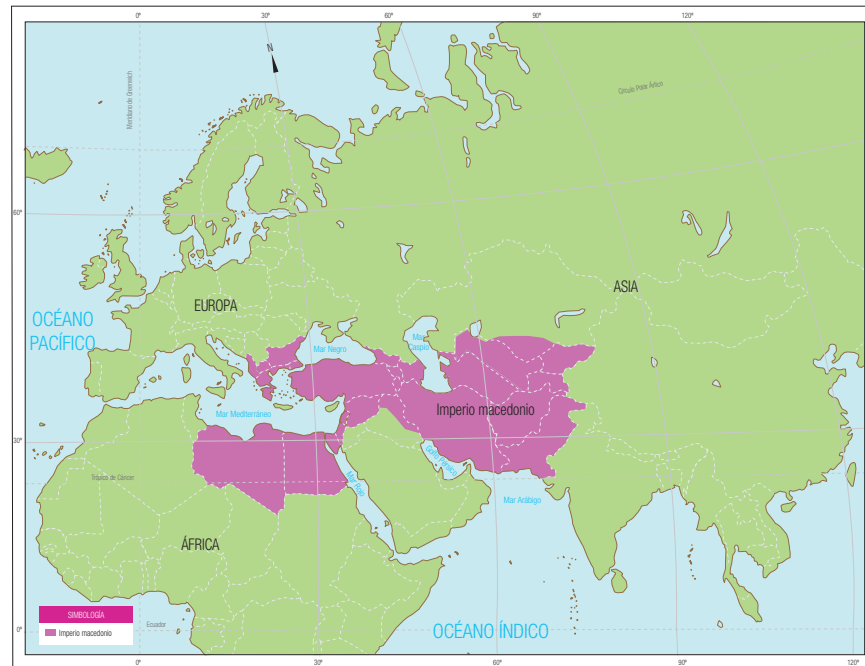 0°
30°
60°
90°
120°
N
Meridiano de Greenwich
Círculo Polar Ártico
60°
EUROPA
ASIA
OCÉANO
PACÍFICO
Mar Negro
Mar
Caspio
Imperio macedonio
Mar Mediterráneo
30°
30°
Golfo Pérsico
Trópico de Cáncer
Mar Rojo
Mar Arábigo
ÁFRICA
SIMBOLOGÍA
Imperio macedonio
Ecuador
OCÉANO ÍNDICO
0°
0°
0°
30°
60°
90°
120°